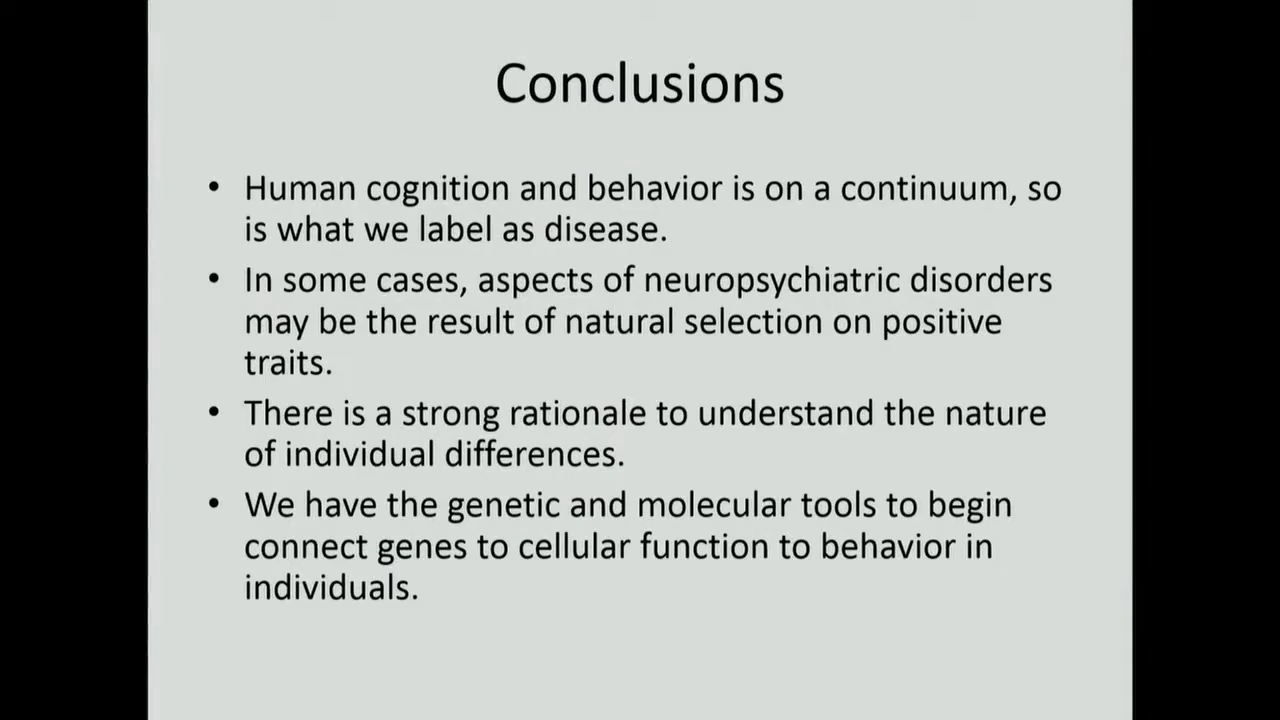 Conclusions
• Human cognition and behavior is on a continuum, so
is what we label as disease.
• In some cases, aspects of neuropsychiatric disorders
may be the result of natural selection on positive
traits.
• There is a strong rationale to understand the nature
of individual differences.
• We have the genetic and molecular tools to begin
connect genes to cellular function to behavior in
individuals.